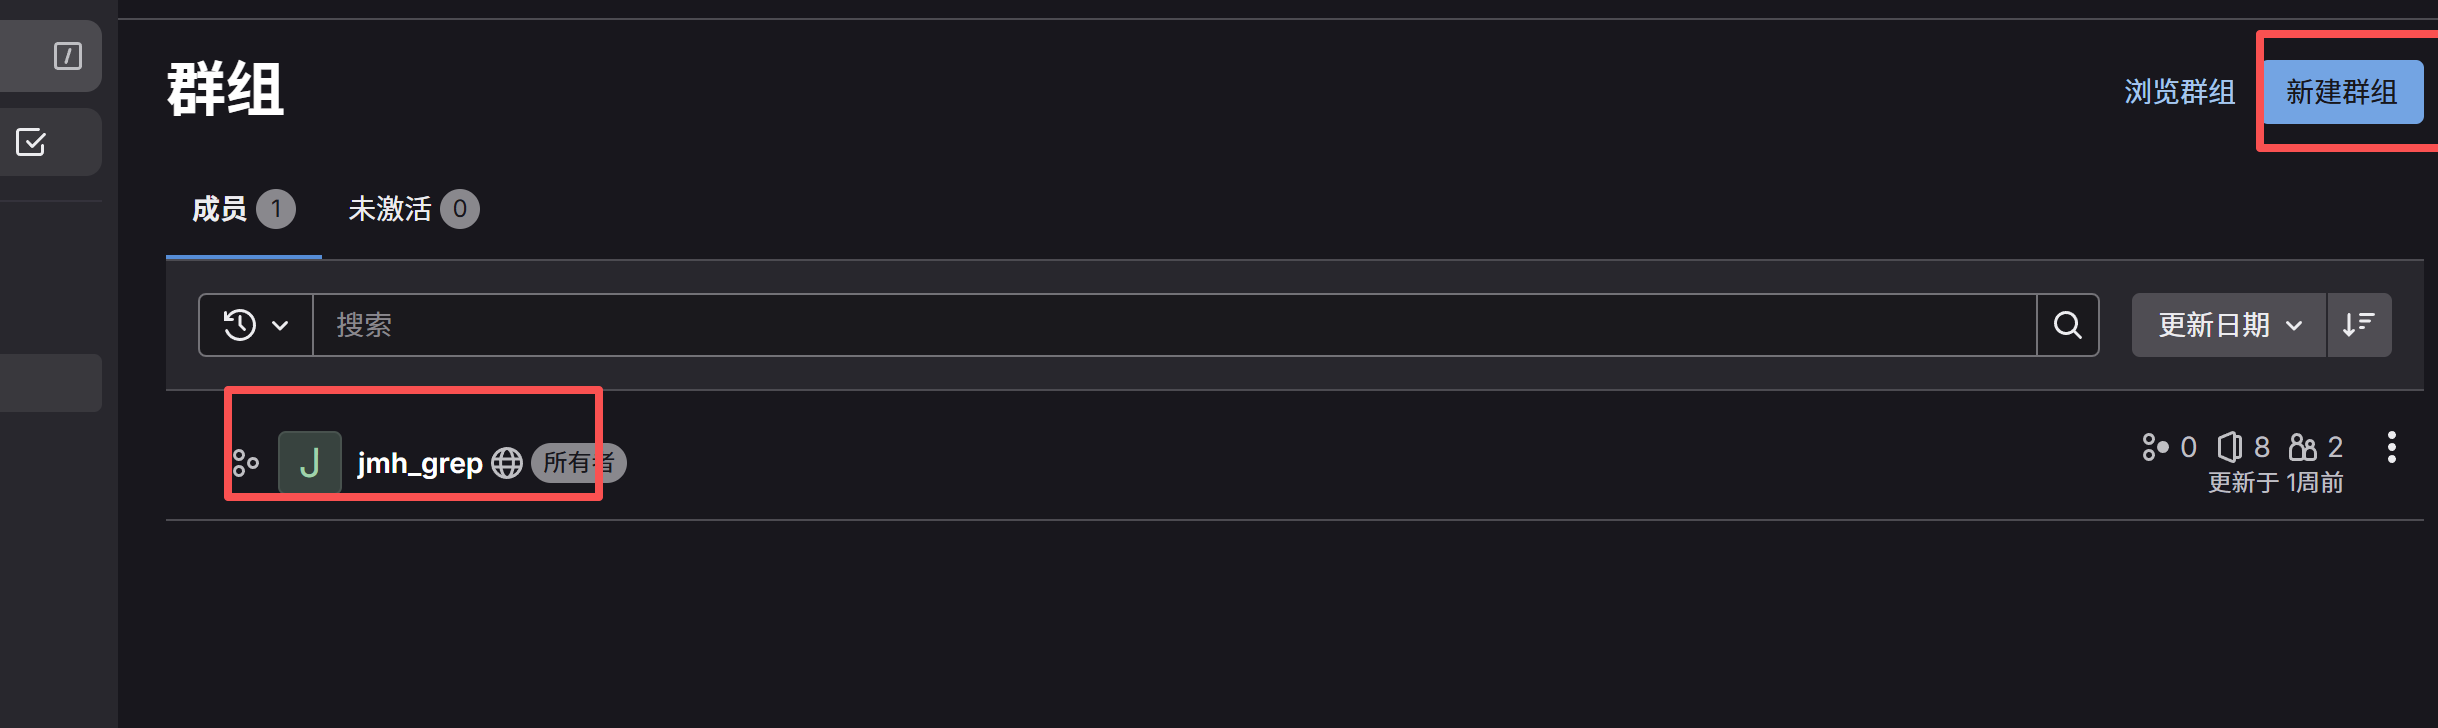 群组
浏览群组 新建群组
成员 1 未激活 0
搜索 更新日期
J jmh_grep 所有者 0 8 2
更新于 1周前